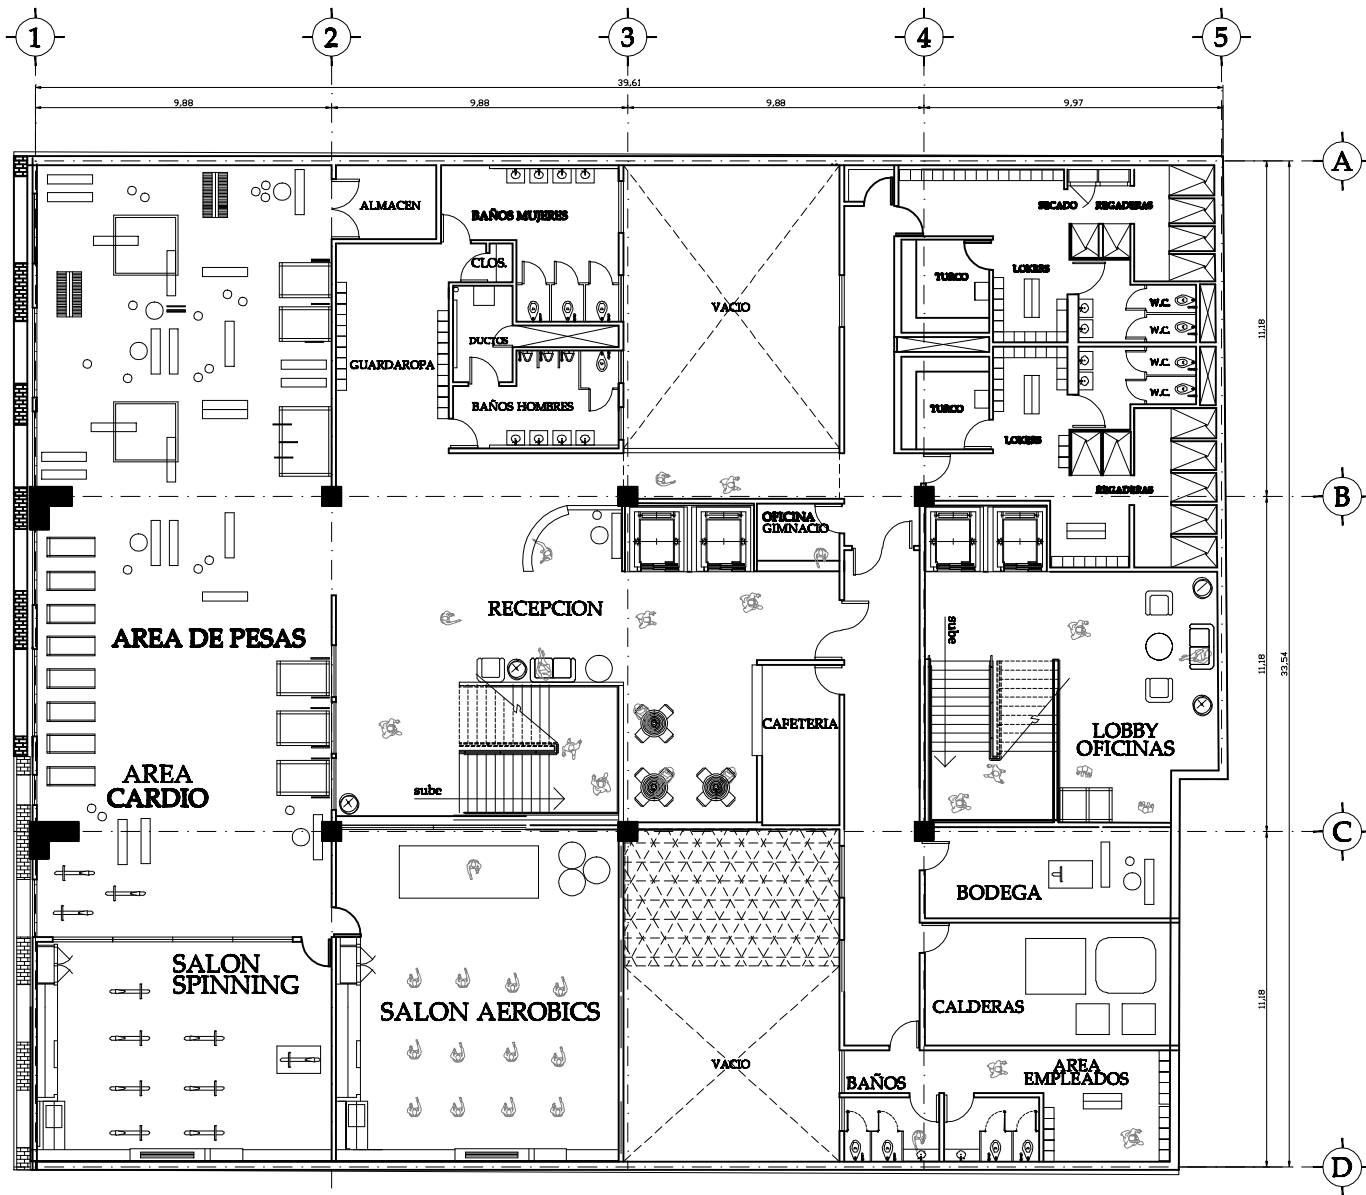 1 2 3 4 5
39,61
9,88 9,88 9,88 9,97
A
ALMACEN
BAÑOS MUJERES
SECADO REGADERAS
CLOS.
TURCO
LOKERS
VACIO
W.C.
W.C.
11,18
DUCTOS
GUARDAROPA
W.C.
W.C.
BAÑOS HOMBRES
TURCO
LOKERS
REGADERAS
B
OFICINA
GIMNACIO
RECEPCION
sube
AREA DE PESAS
11,18
33,54
CAFETERIA
LOBBY
OFICINAS
AREA
CARDIO
sube
C
BODEGA
SALON
SPINNING
SALON AEROBICS
CALDERAS
11,18
VACIO
BAÑOS
AREA
EMPLEADOS
D